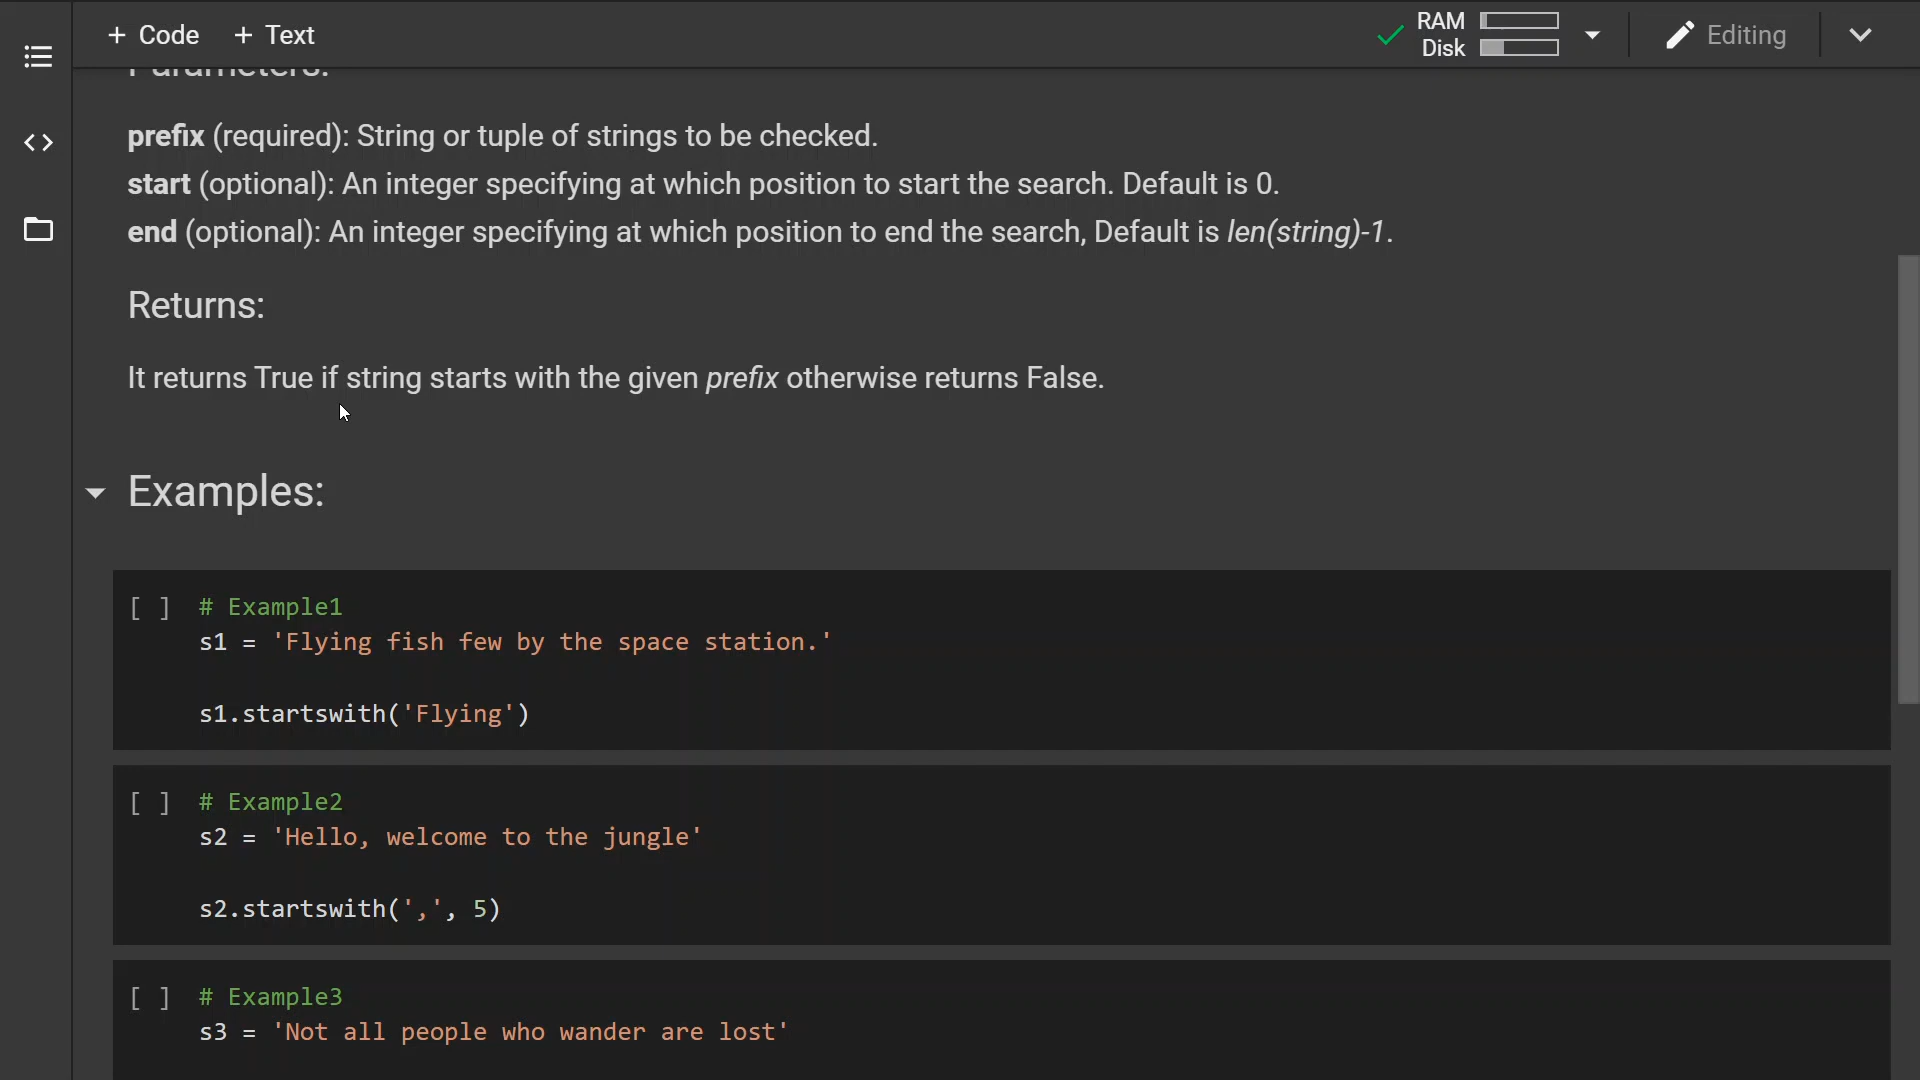 + Code + Text
RAM
Disk
Editing
Parameters:
prefix (required): String or tuple of strings to be checked.
start (optional): An integer specifying at which position to start the search. Default is 0.
end (optional): An integer specifying at which position to end the search, Default is len(string)-1.
Returns:
It returns True if string starts with the given prefix otherwise returns False.
Examples:
[ ] # Example1
s1 = 'Flying fish few by the space station.'
s1.startswith('Flying')
[ ] # Example2
s2 = 'Hello, welcome to the jungle'
s2.startswith(',', 5)
[ ] # Example3
s3 = 'Not all people who wander are lost'